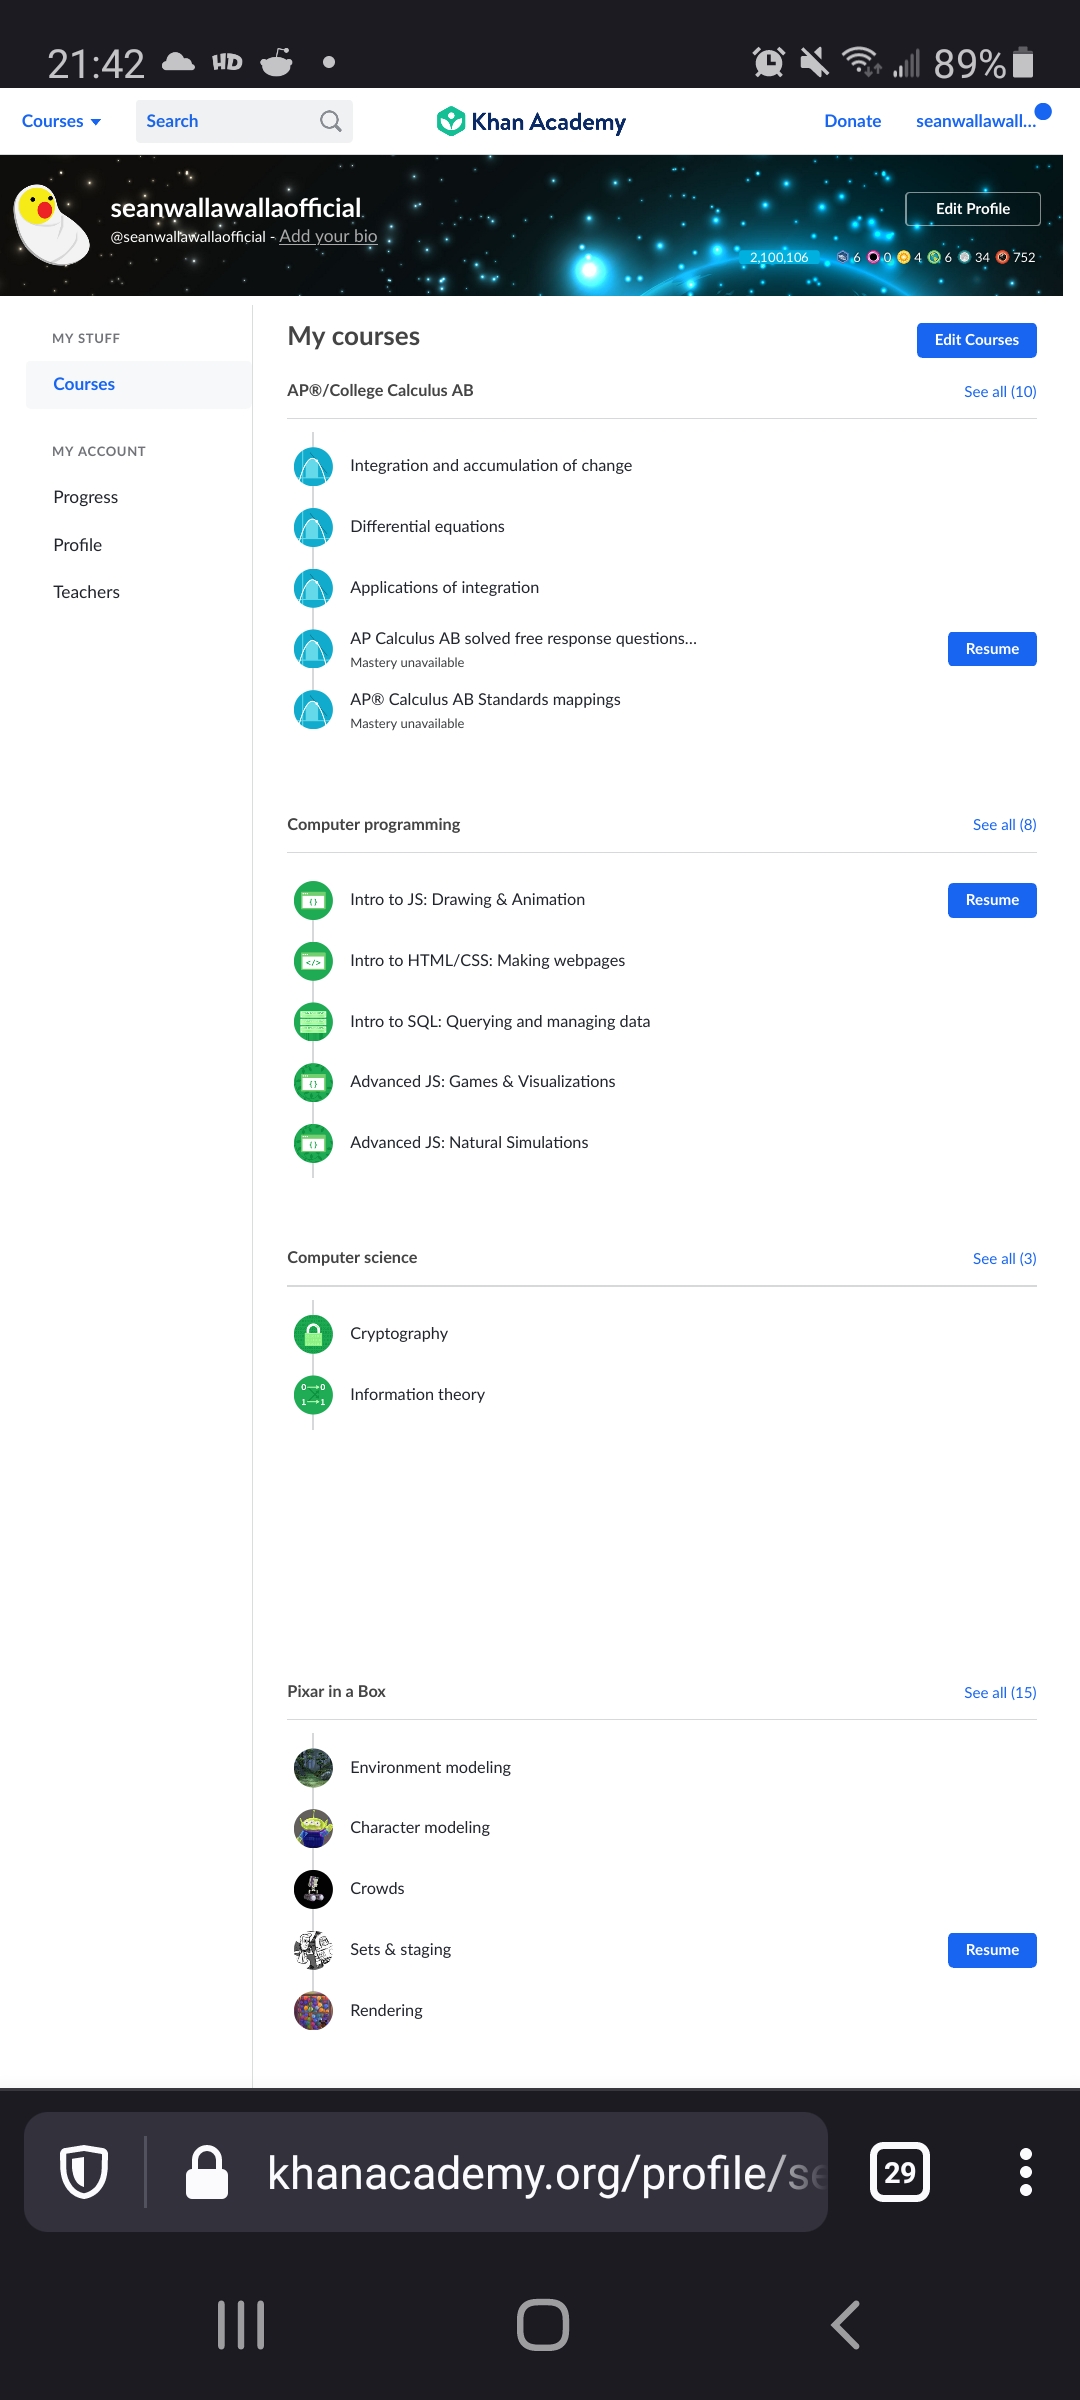 21:42 HD 89%
Courses Search Khan Academy Donate seanwallawall...
seanwallawallaofficial Edit Profile
@seanwallawallaofficial - Add your bio
2,100,106 6 0 4 6 34 752
MY STUFF
Courses
MY ACCOUNT
Progress
Profile
Teachers
My courses Edit Courses
AP®/College Calculus AB See all (10)
Integration and accumulation of change
Differential equations
Applications of integration
AP Calculus AB solved free response questions... Resume
Mastery unavailable
AP® Calculus AB Standards mappings
Mastery unavailable
Computer programming See all (8)
Intro to JS: Drawing & Animation Resume
Intro to HTML/CSS: Making webpages
Intro to SQL: Querying and managing data
Advanced JS: Games & Visualizations
Advanced JS: Natural Simulations
Computer science See all (3)
Cryptography
Information theory
Pixar in a Box See all (15)
Environment modeling
Character modeling
Crowds
Sets & staging Resume
Rendering
khanacademy.org/profile/se 29